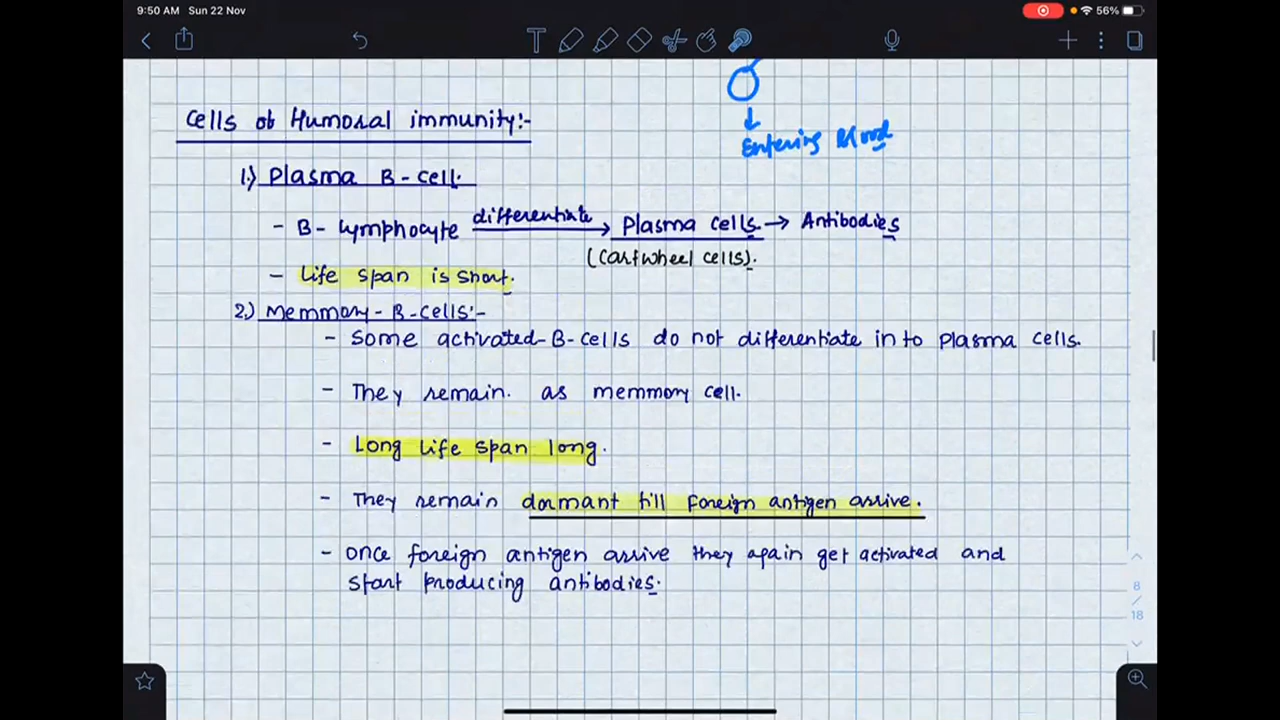 9:50 AM Sun 22 Nov
56%
Entering Blood
Cells of Humoral immunity:-
1.) Plasma B-cell.
- B-lymphocyte differentiate → Plasma cells → Antibodies
(Cartwheel cells).
- Life span is short.
2.) Memmory-B-cells:-
- Some activated-B-cells do not differentiate in to plasma cells.
- They remain. as memmory cell.
- Long life span long.
- They remain dormant till foreign antigen arrive.
- Once foreign antigen arrive they again get activated and
start producing antibodies.
8
/
18